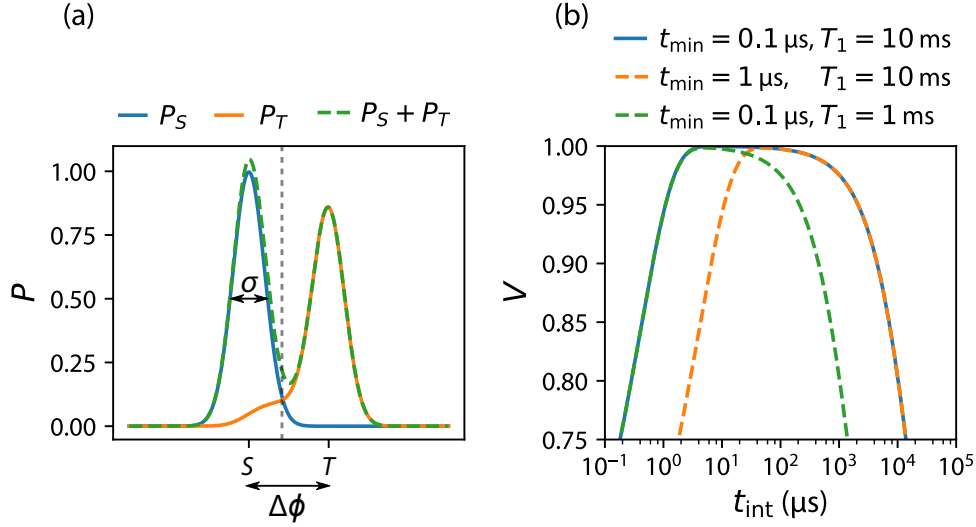 (a)
P_S P_T P_S + P_T
P
1.00
0.75
0.50
0.25
0.00
σ
S T
Δϕ
(b)
t_min = 0.1 μs, T_1 = 10 ms
t_min = 1 μs, T_1 = 10 ms
t_min = 0.1 μs, T_1 = 1 ms
V
1.00
0.95
0.90
0.85
0.80
0.75
10^−1 10^0 10^1 10^2 10^3 10^4 10^5
t_int (μs)